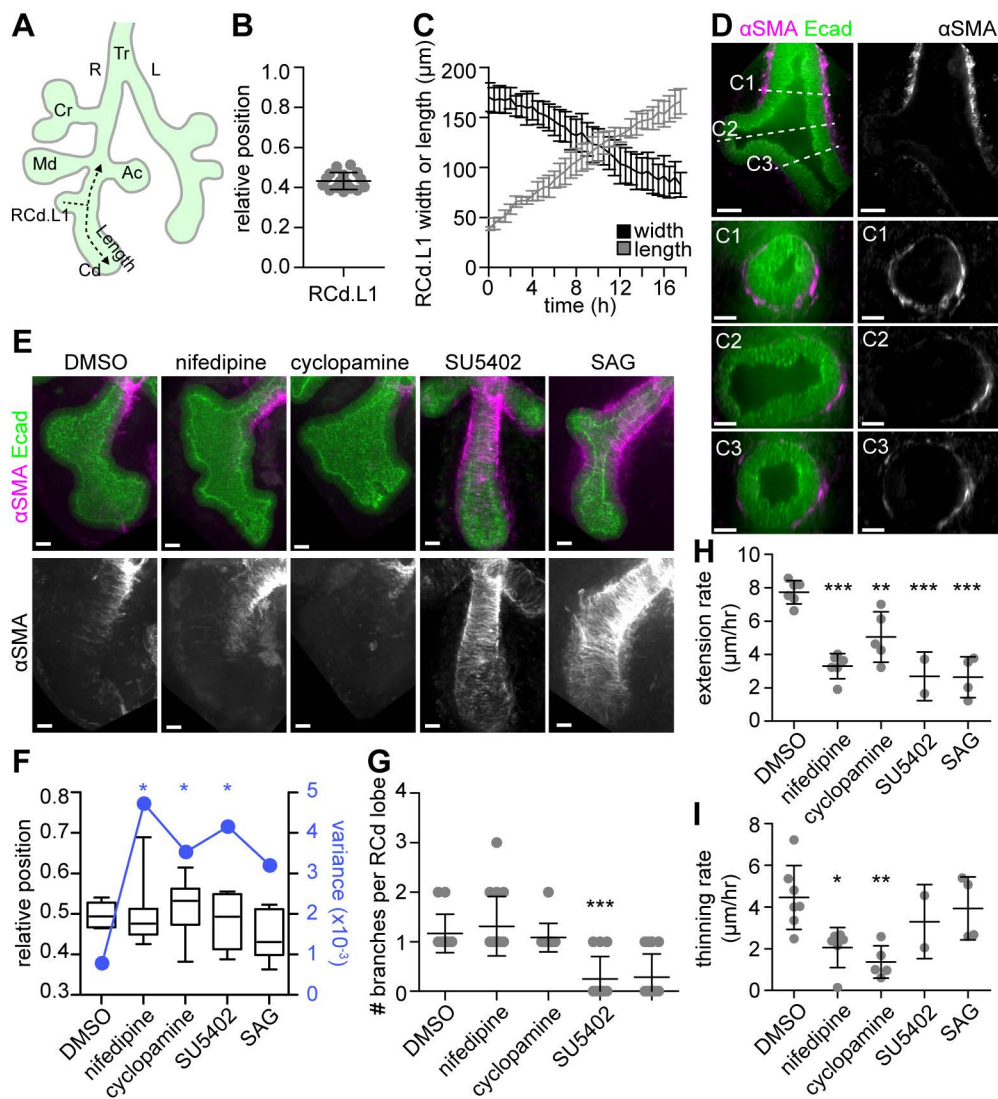 A
Tr
R
L
Cr
Md
Ac
RCd.L1
Length
Cd
B
relative position
1.0
0.8
0.6
0.4
0.2
0.0
RCd.L1
C
RCd.L1 width or length (µm)
200
150
100
50
0
width
length
0 4 8 12 16
time (h)
D
αSMA Ecad
αSMA
C1
C2
C3
C1
C1
C2
C2
C3
C3
E
DMSO
nifedipine
cyclopamine
SU5402
SAG
αSMA Ecad
αSMA
F
relative position
0.8
0.7
0.6
0.5
0.4
0.3
* * *
5
4
3
2
1
0
variance (x10-3)
DMSO
nifedipine
cyclopamine
SU5402
SAG
G
# branches per RCd lobe
4
3
2
1
0
***
DMSO
nifedipine
cyclopamine
SU5402
SAG
H
extension rate
(µm/hr)
10
8
6
4
2
0
*** ** *** ***
DMSO
nifedipine
cyclopamine
SU5402
SAG
I
thinning rate
(µm/hr)
8
6
4
2
0
* **
DMSO
nifedipine
cyclopamine
SU5402
SAG